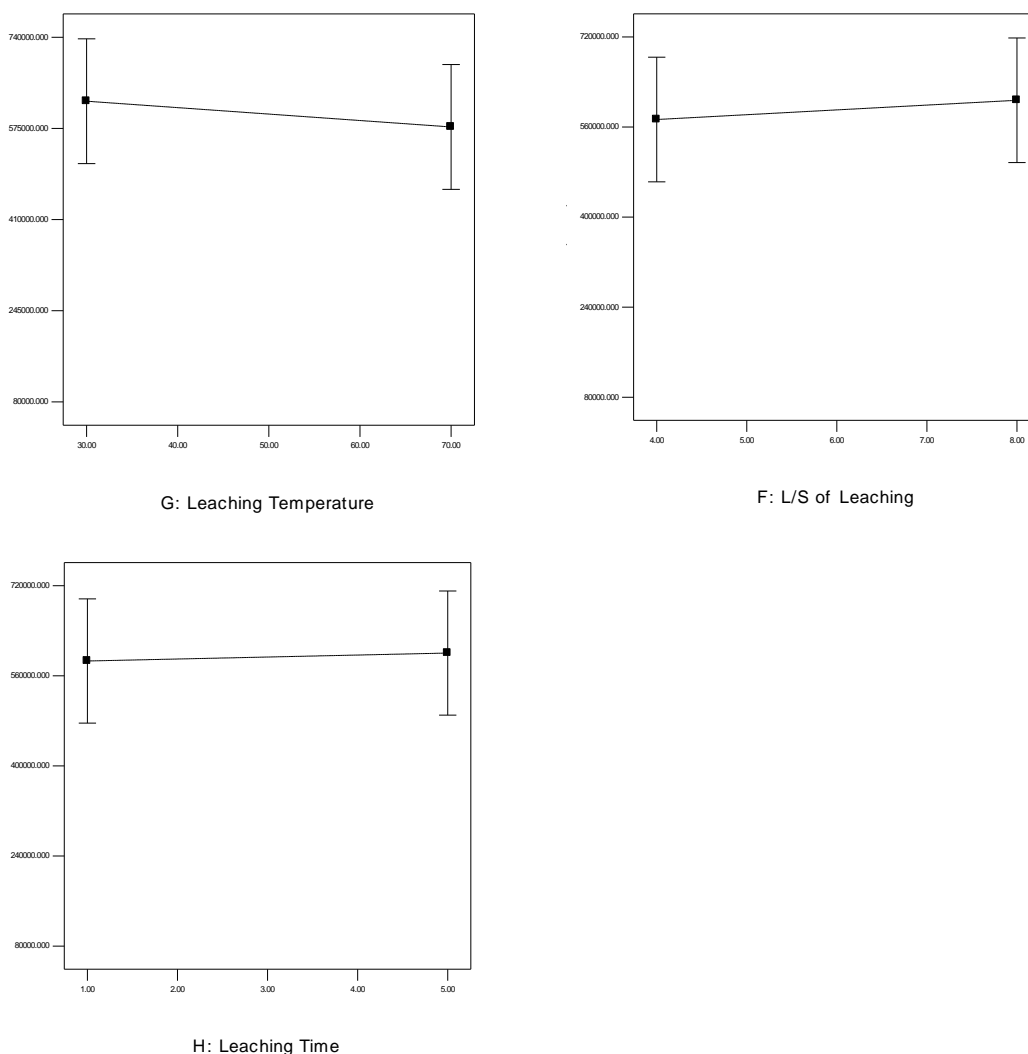 740000.000
575000.000
410000.000
245000.000
80000.000
30.00 40.00 50.00 60.00 70.00
G: Leaching Temperature
720000.000
560000.000
400000.000
240000.000
80000.000
4.00 5.00 6.00 7.00 8.00
F: L/S of Leaching
720000.000
560000.000
400000.000
240000.000
80000.000
1.00 2.00 3.00 4.00 5.00
H: Leaching Time